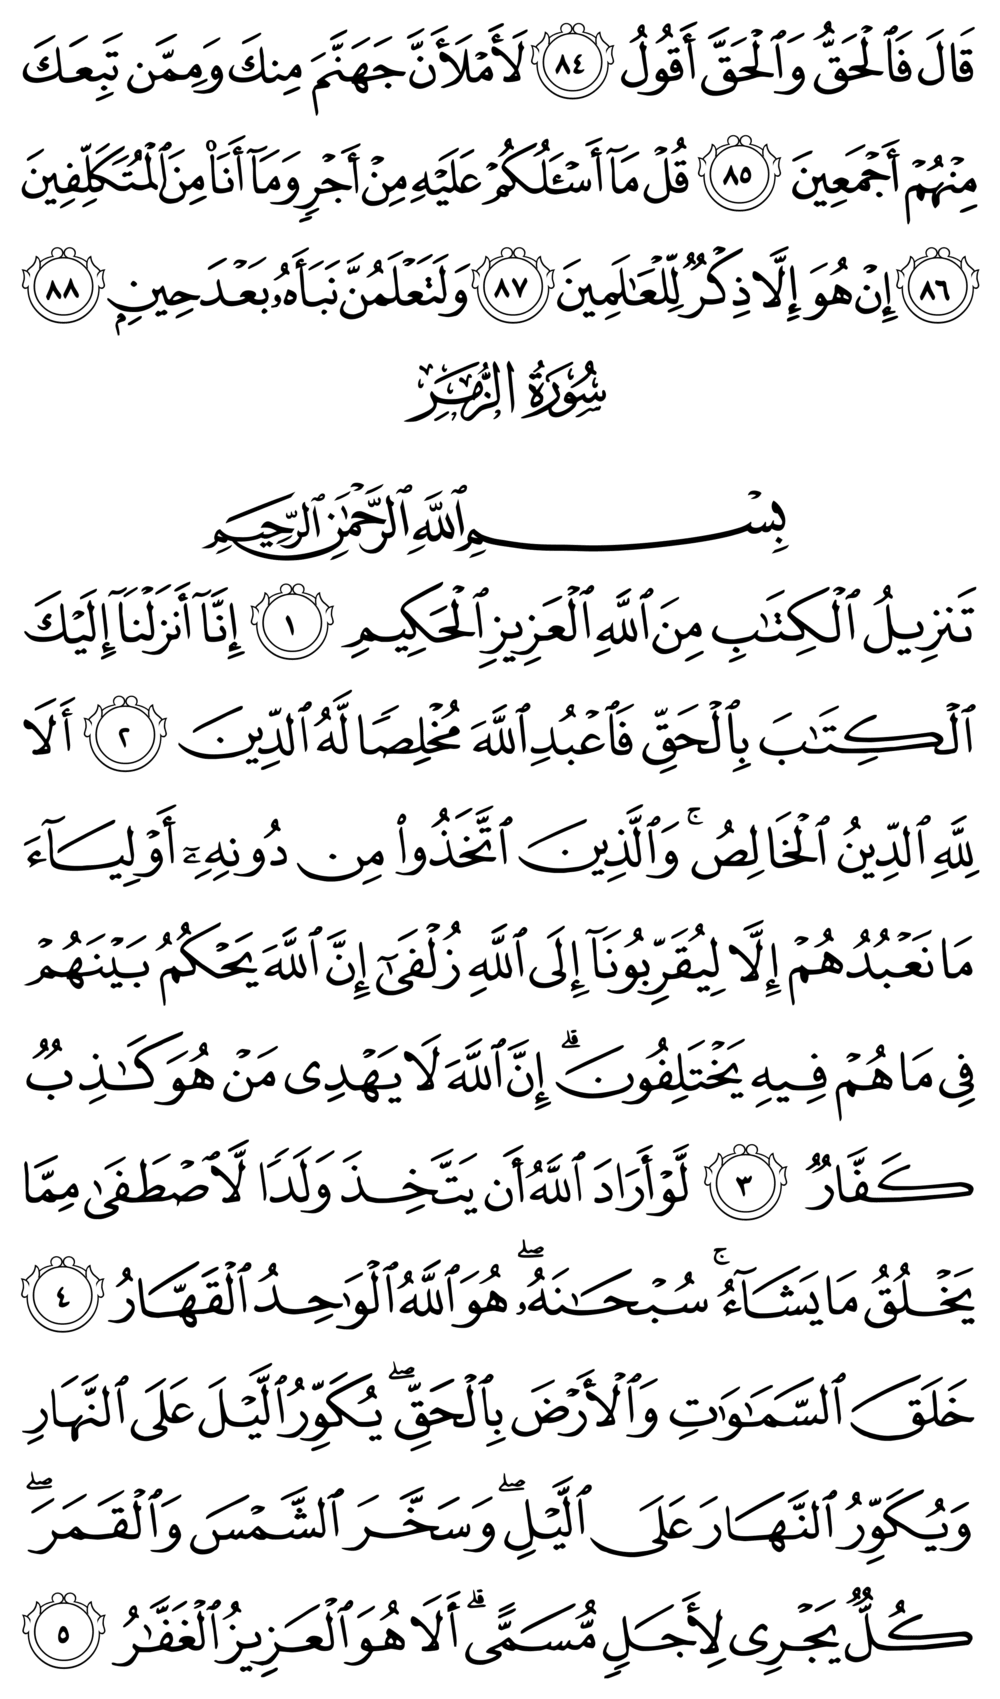 قَالَ فَٱلْحَقُّ وَٱلْحَقَّ أَقُولُ ٨٤ لَأَمْلَأَنَّ جَهَنَّمَ مِنكَ وَمِمَّن تَبِعَكَ
مِنْهُمْ أَجْمَعِينَ ٨٥ قُلْ مَآ أَسْـَٔلُكُمْ عَلَيْهِ مِنْ أَجْرٍ وَمَآ أَنَا۠ مِنَ ٱلْمُتَكَلِّفِينَ
٨٦ إِنْ هُوَ إِلَّا ذِكْرٌ لِّلْعَـٰلَمِينَ ٨٧ وَلَتَعْلَمُنَّ نَبَأَهُۥ بَعْدَ حِينٍۭ ٨٨
سُورَةُ الزُّمَرِ
بِسْمِ ٱللَّهِ ٱلرَّحْمَـٰنِ ٱلرَّحِيمِ
تَنزِيلُ ٱلْكِتَـٰبِ مِنَ ٱللَّهِ ٱلْعَزِيزِ ٱلْحَكِيمِ ١ إِنَّآ أَنزَلْنَآ إِلَيْكَ
ٱلْكِتَـٰبَ بِٱلْحَقِّ فَٱعْبُدِ ٱللَّهَ مُخْلِصًا لَّهُ ٱلدِّينَ ٢ أَلَا
لِلَّهِ ٱلدِّينُ ٱلْخَالِصُ ۚ وَٱلَّذِينَ ٱتَّخَذُوا۟ مِن دُونِهِۦٓ أَوْلِيَآءَ
مَا نَعْبُدُهُمْ إِلَّا لِيُقَرِّبُونَآ إِلَى ٱللَّهِ زُلْفَىٰٓ إِنَّ ٱللَّهَ يَحْكُمُ بَيْنَهُمْ
فِى مَا هُمْ فِيهِ يَخْتَلِفُونَ ۗ إِنَّ ٱللَّهَ لَا يَهْدِى مَنْ هُوَ كَـٰذِبٌ
كَفَّارٌ ٣ لَّوْ أَرَادَ ٱللَّهُ أَن يَتَّخِذَ وَلَدًا لَّٱصْطَفَىٰ مِمَّا
يَخْلُقُ مَا يَشَآءُ ۚ سُبْحَـٰنَهُۥ ۖ هُوَ ٱللَّهُ ٱلْوَٰحِدُ ٱلْقَهَّارُ ٤
خَلَقَ ٱلسَّمَـٰوَٰتِ وَٱلْأَرْضَ بِٱلْحَقِّ ۖ يُكَوِّرُ ٱلَّيْلَ عَلَى ٱلنَّهَارِ
وَيُكَوِّرُ ٱلنَّهَارَ عَلَى ٱلَّيْلِ ۖ وَسَخَّرَ ٱلشَّمْسَ وَٱلْقَمَرَ ۖ
كُلٌّ يَجْرِى لِأَجَلٍ مُّسَمًّى ۗ أَلَا هُوَ ٱلْعَزِيزُ ٱلْغَفَّـٰرُ ٥